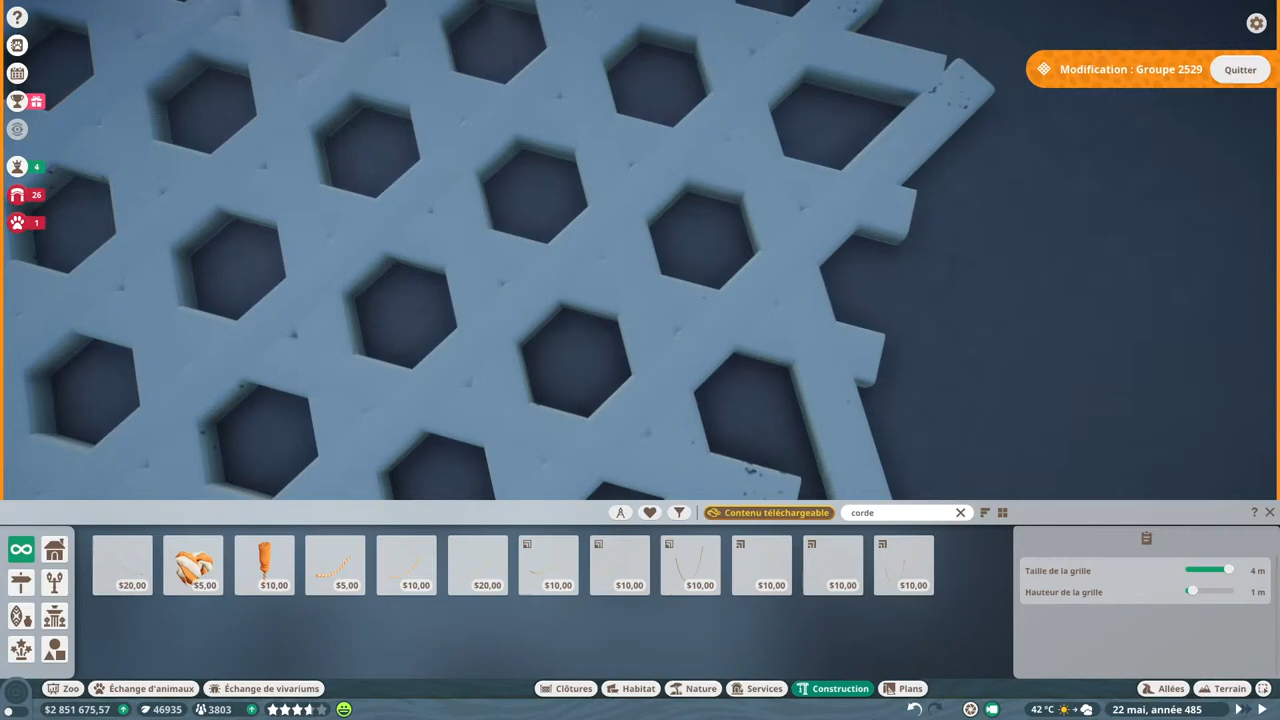 ?
Modification : Groupe 2529
Quitter
4
26
1
Contenu téléchargeable
corde
?
$20,00
$5,00
$10,00
$5,00
$10,00
$20,00
$10,00
$10,00
$10,00
$10,00
$10,00
$10,00
Taille de la grille
4 m
Hauteur de la grille
1 m
Zoo
Échange d'animaux
Échange de vivariums
Clôtures
Habitat
Nature
Services
Construction
Plans
Allées
Terrain
$2 851 675,57
46935
3803
42 °C
22 mai, année 485